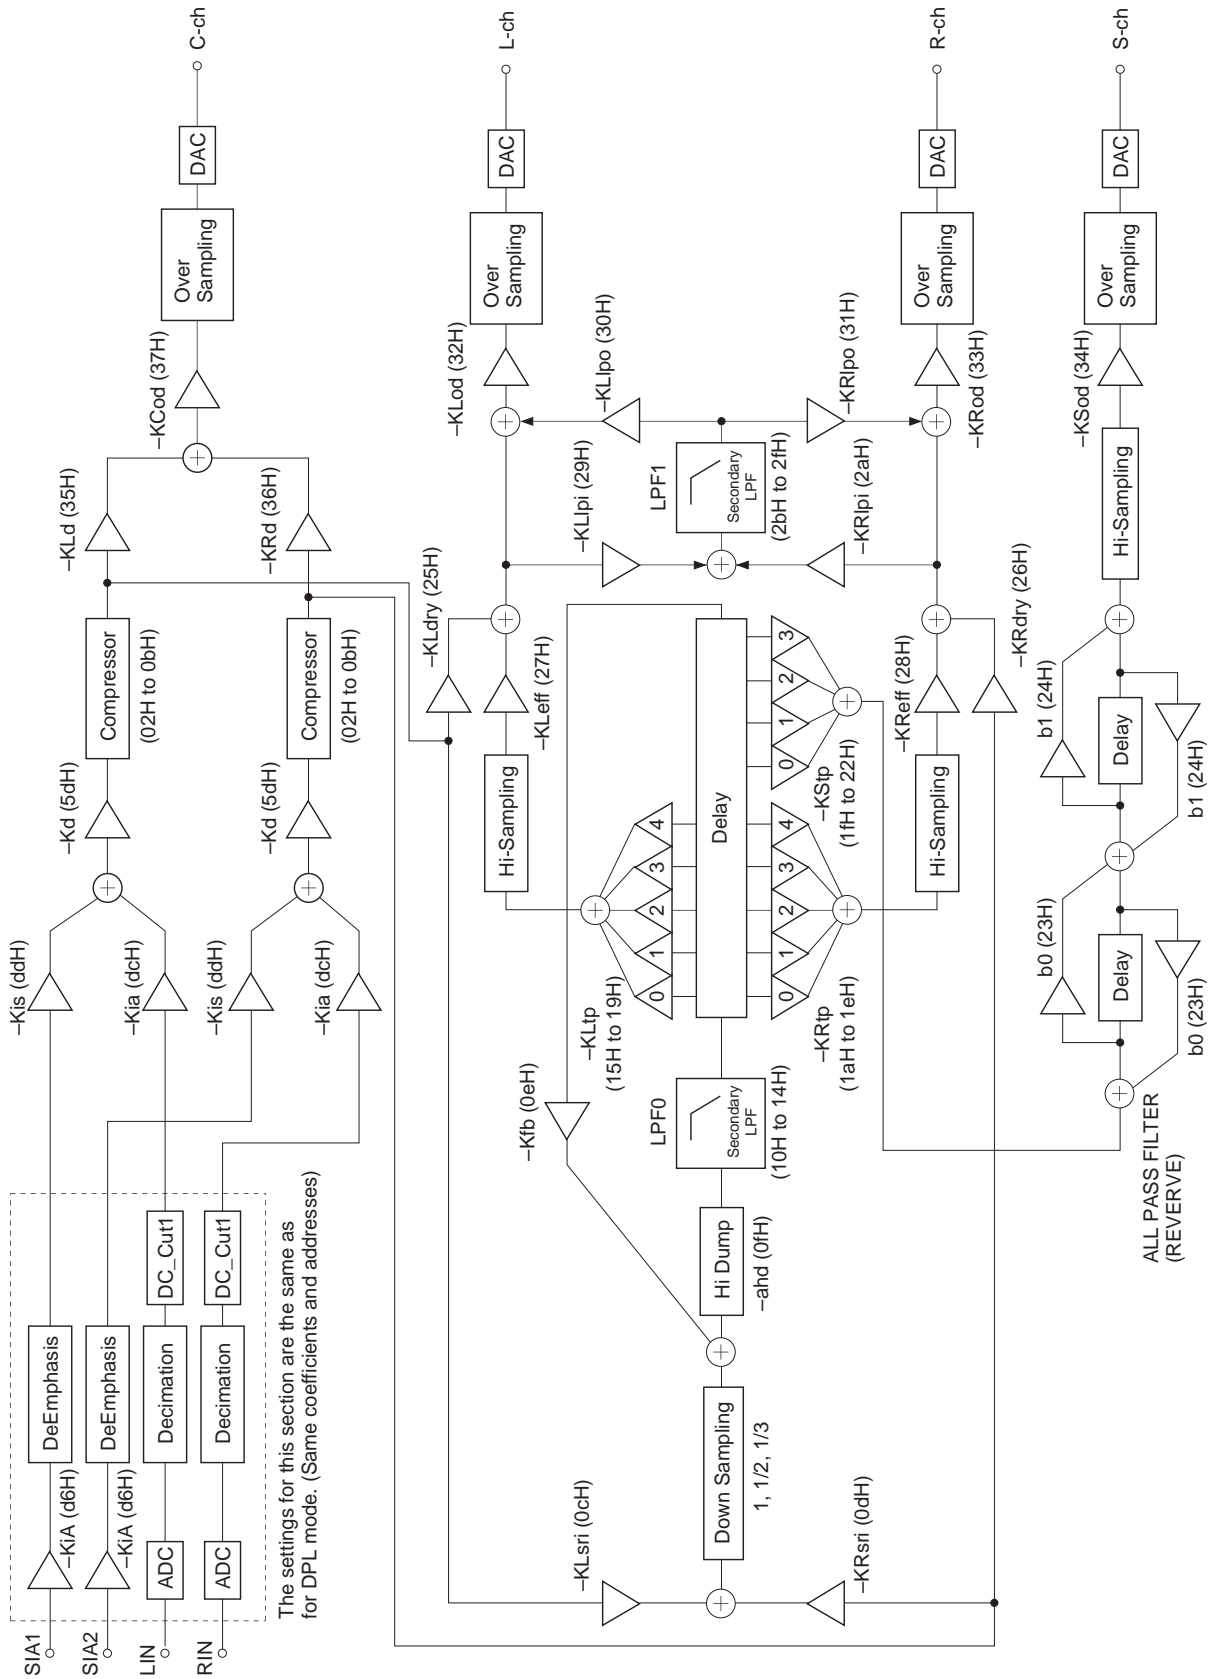 SIA1
SIA2
LIN
RIN
–KiA (d6H)
–KiA (d6H)
ADC
ADC
DeEmphasis
DeEmphasis
Decimation
Decimation
DC_Cut1
DC_Cut1
The settings for this section are the same as
for DPL mode. (Same coefficients and addresses)
–Kis (ddH)
–Kia (dcH)
–Kis (ddH)
–Kia (dcH)
–Kd (5dH)
–Kd (5dH)
Compressor
(02H to 0bH)
Compressor
(02H to 0bH)
–KLd (35H)
–KRd (36H)
–KCod (37H)
Over
Sampling
DAC
C-ch
–KLsri (0cH)
–KRsri (0dH)
Down Sampling
1, 1/2, 1/3
–Kfb (0eH)
Hi Dump
–ahd (0fH)
LPF0
Secondary
LPF
(10H to 14H)
–KLtp
(15H to 19H)
0
1
2
3
4
Delay
0
1
2
3
4
–KRtp
(1aH to 1eH)
0
1
2
3
–KStp
(1fH to 22H)
Hi-Sampling
Hi-Sampling
–KLdry (25H)
–KLeff (27H)
–KReff (28H)
–KRdry (26H)
–KLlpi (29H)
–KRlpi (2aH)
LPF1
Secondary
LPF
(2bH to 2fH)
–KLlpo (30H)
–KRlpo (31H)
–KLod (32H)
–KRod (33H)
Over
Sampling
DAC
L-ch
Over
Sampling
DAC
R-ch
ALL PASS FILTER
(REVERVE)
b0 (23H)
Delay
b0 (23H)
b1 (24H)
Delay
b1 (24H)
Hi-Sampling
–KSod (34H)
Over
Sampling
DAC
S-ch